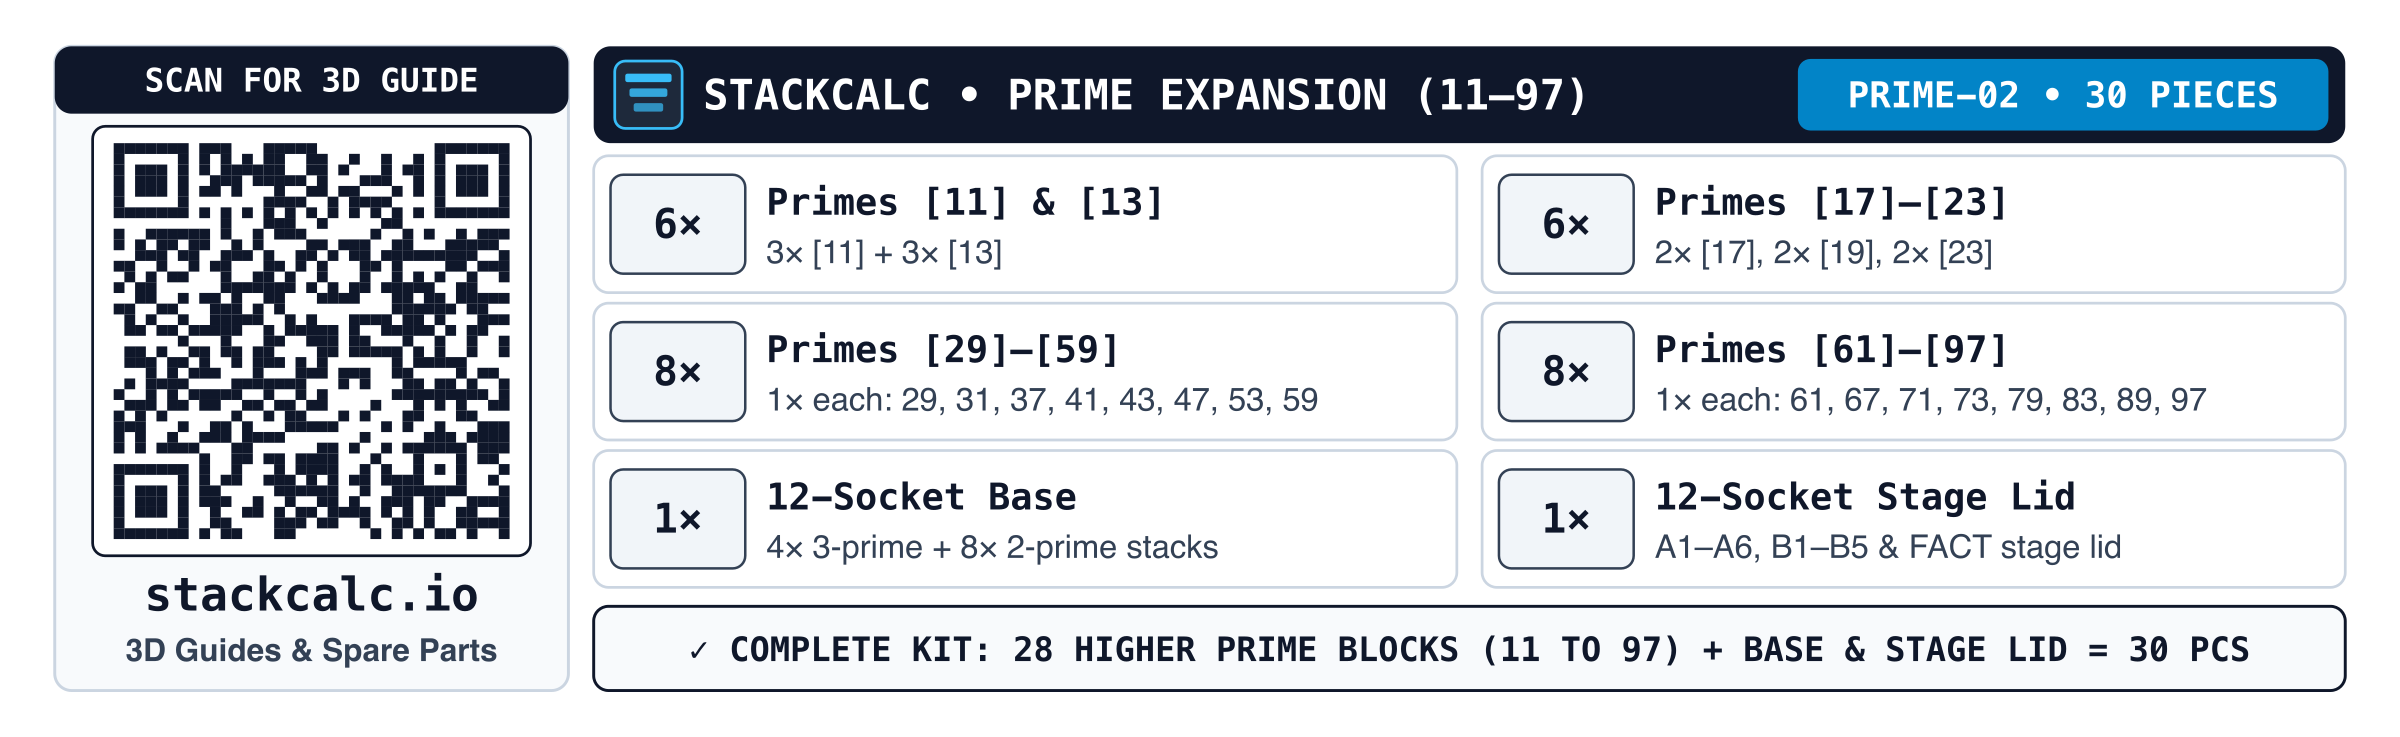 SCAN FOR 3D GUIDE
stackcalc.io
3D Guides & Spare Parts
STACKCALC • PRIME EXPANSION (11–97)
PRIME–02 • 30 PIECES
6×
Primes [11] & [13]
3× [11] + 3× [13]
6×
Primes [17]–[23]
2× [17], 2× [19], 2× [23]
8×
Primes [29]–[59]
1× each: 29, 31, 37, 41, 43, 47, 53, 59
8×
Primes [61]–[97]
1× each: 61, 67, 71, 73, 79, 83, 89, 97
1×
12–Socket Base
4× 3-prime + 8× 2-prime stacks
1×
12–Socket Stage Lid
A1–A6, B1–B5 & FACT stage lid
✓ COMPLETE KIT: 28 HIGHER PRIME BLOCKS (11 TO 97) + BASE & STAGE LID = 30 PCS